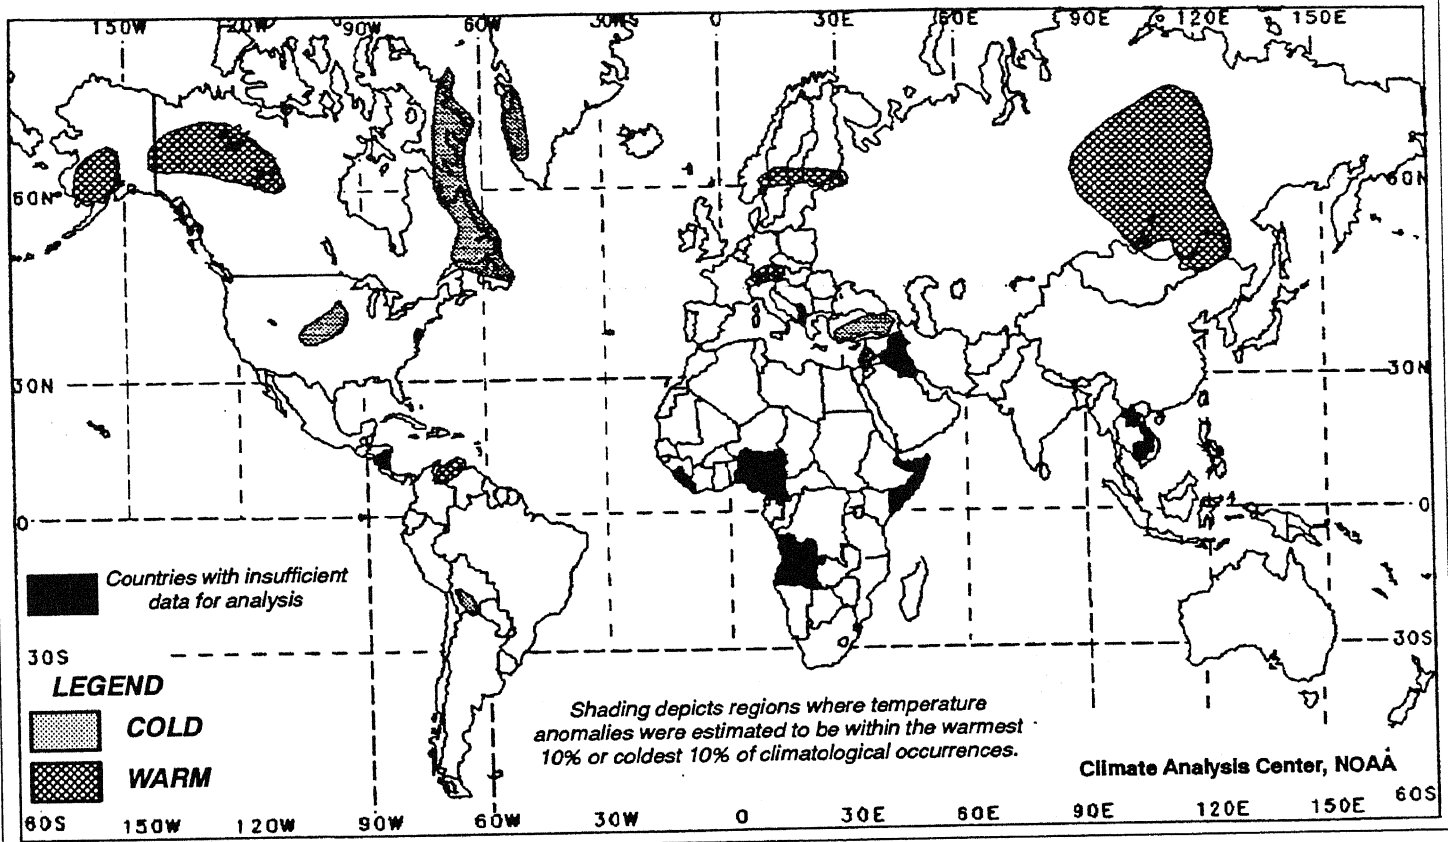 150W 120W 90W 60W 30W 0 30E 60E 90E 120E 150E
60N 60N
30N 30N
0 0
Countries with insufficient
data for analysis
30S 30S
LEGEND
COLD
WARM
Shading depicts regions where temperature
anomalies were estimated to be within the warmest
10% or coldest 10% of climatological occurrences.
Climate Analysis Center, NOAA
60S 60S
150W 120W 90W 60W 30W 0 30E 60E 90E 120E 150E